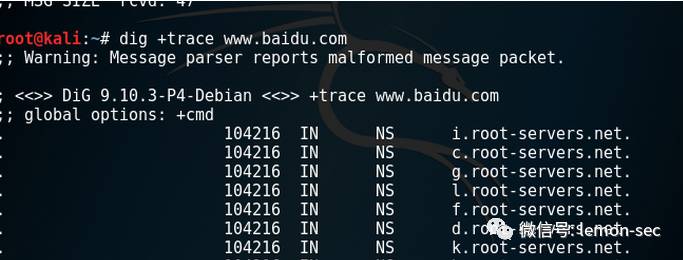 ;; MSG SIZE rcvd: 47
root@kali:~# dig +trace www.baidu.com
;; Warning: Message parser reports malformed message packet.
; <<>> DiG 9.10.3-P4-Debian <<>> +trace www.baidu.com
;; global options: +cmd
. 104216 IN NS i.root-servers.net.
. 104216 IN NS c.root-servers.net.
. 104216 IN NS g.root-servers.net.
. 104216 IN NS l.root-servers.net.
. 104216 IN NS f.root-servers.net.
. 104216 IN NS d.root-servers.net.
. 104216 IN NS k.root-servers.net.
微信号: lemon-sec